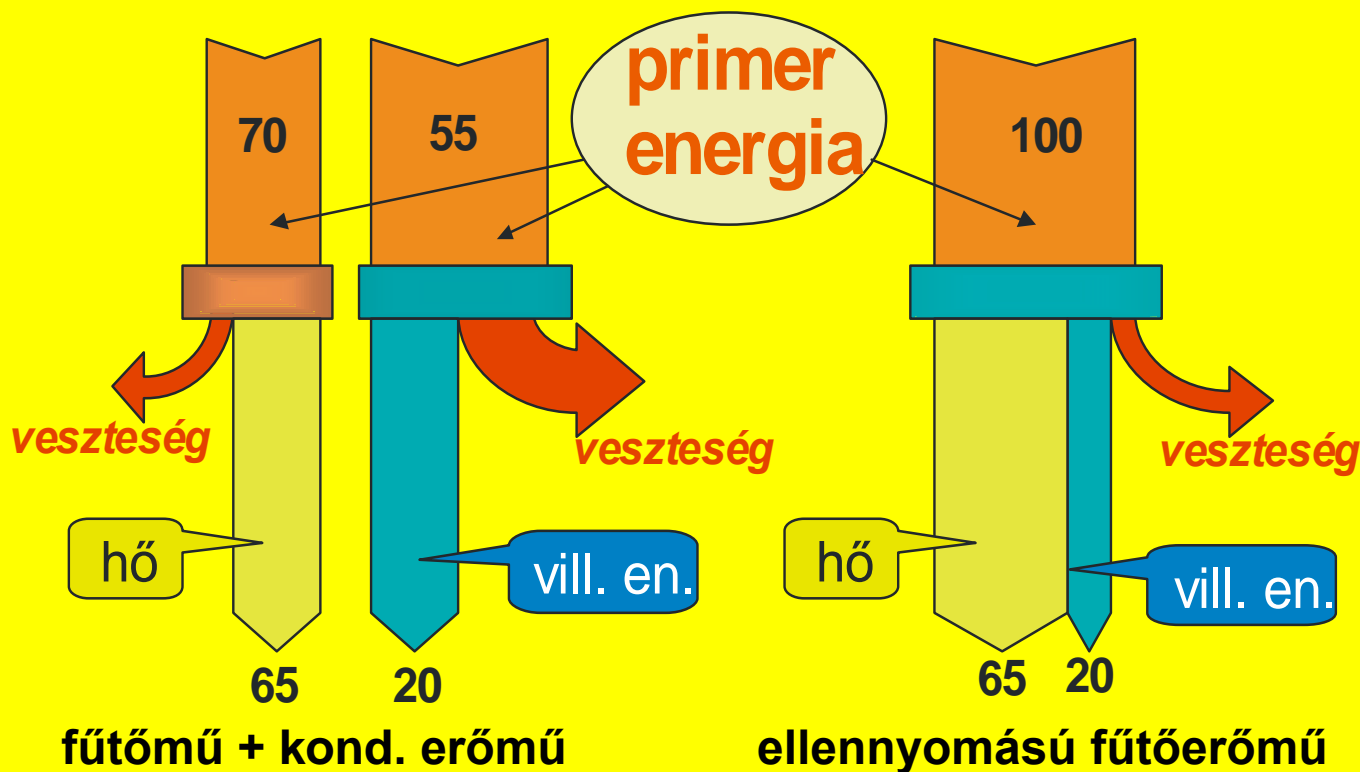 primer
energia
70
55
100
veszteség
veszteség
veszteség
hő
vill. en.
hő
vill. en.
65
20
65
20
fűtőmű + kond. erőmű
ellennyomású fűtőerőmű